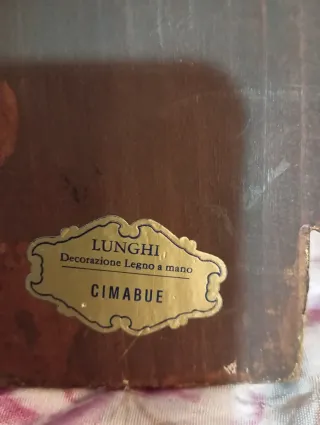 LUNGHI
Decorazione Legno a mano
CIMABUE